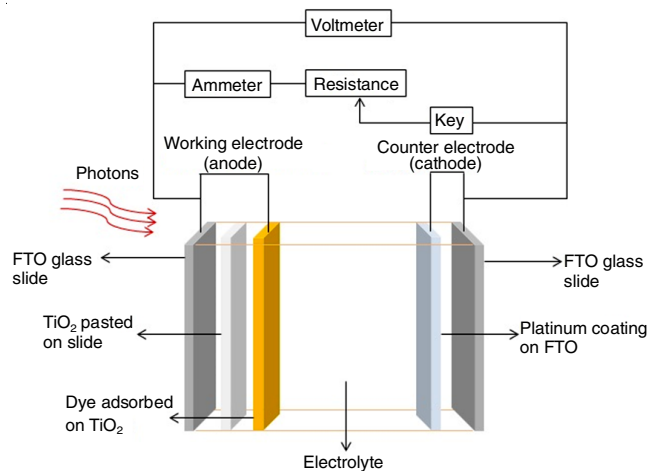 Voltmeter
Ammeter
Resistance
Key
Working electrode
(anode)
Counter electrode
(cathode)
Photons
FTO glass
slide
FTO glass
slide
TiO₂ pasted
on slide
Platinum coating
on FTO
Dye adsorbed
on TiO₂
Electrolyte